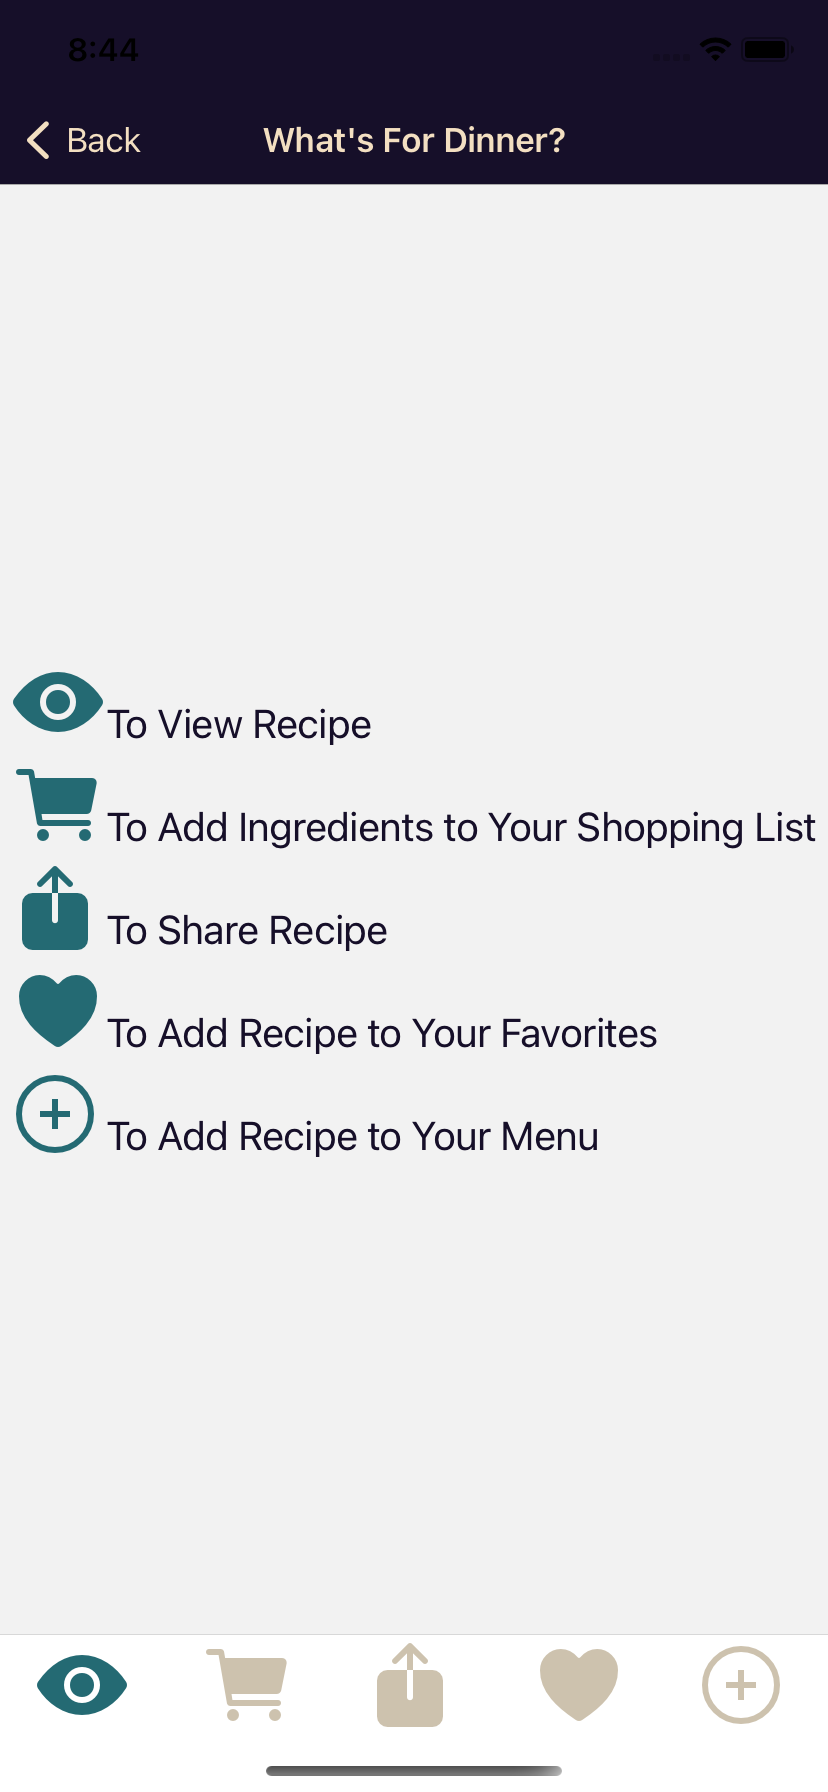 8:44
Back
What's For Dinner?
To View Recipe
To Add Ingredients to Your Shopping List
To Share Recipe
To Add Recipe to Your Favorites
To Add Recipe to Your Menu